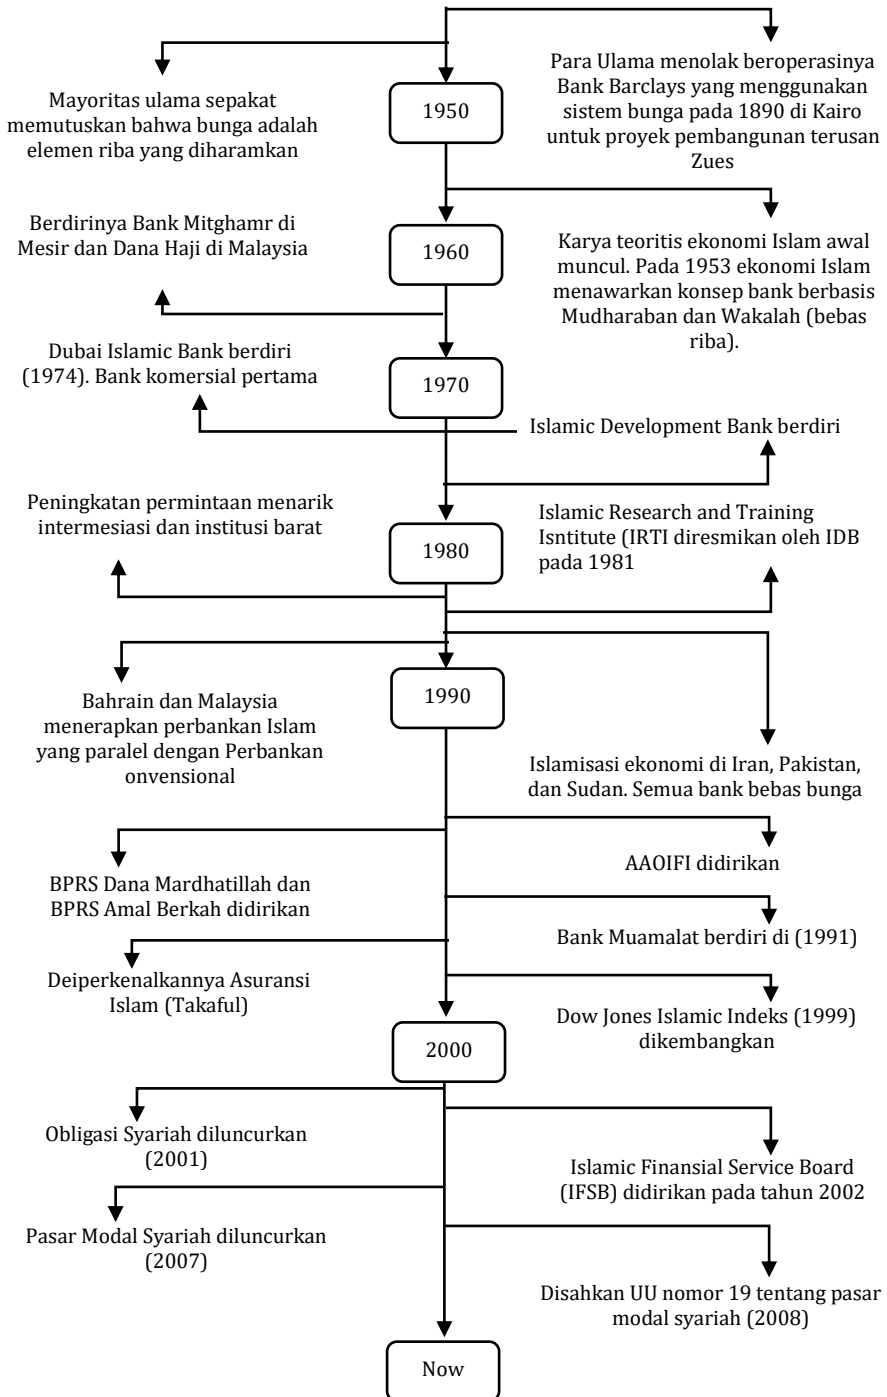 Para Ulama menolak beroperasinya
Bank Barclays yang menggunakan
sistem bunga pada 1890 di Kairo
untuk proyek pembangunan terusan
Zues
Mayoritas ulama sepakat
memutuskan bahwa bunga adalah
elemen riba yang diharamkan
1950
Berdirinya Bank Mitghamr di
Mesir dan Dana Haji di Malaysia
1960
Karya teoritis ekonomi Islam awal
muncul. Pada 1953 ekonomi Islam
menawarkan konsep bank berbasis
Mudharaban dan Wakalah (bebas
riba).
Dubai Islamic Bank berdiri
(1974). Bank komersial pertama
1970
Islamic Development Bank berdiri
Peningkatan permintaan menarik
intermesiasi dan institusi barat
1980
Islamic Research and Training
Isntitute (IRTI diresmikan oleh IDB
pada 1981
1990
Bahrain dan Malaysia
menerapkan perbankan Islam
yang paralel dengan Perbankan
onvensional
Islamisasi ekonomi di Iran, Pakistan,
dan Sudan. Semua bank bebas bunga
AAOIFI didirikan
BPRS Dana Mardhatillah dan
BPRS Amal Berkah didirikan
Bank Muamalat berdiri di (1991)
Deiperkenalkannya Asuransi
Islam (Takaful)
Dow Jones Islamic Indeks (1999)
dikembangkan
2000
Obligasi Syariah diluncurkan
(2001)
Islamic Finansial Service Board
(IFSB) didirikan pada tahun 2002
Pasar Modal Syariah diluncurkan
(2007)
Disahkan UU nomor 19 tentang pasar
modal syariah (2008)
Now